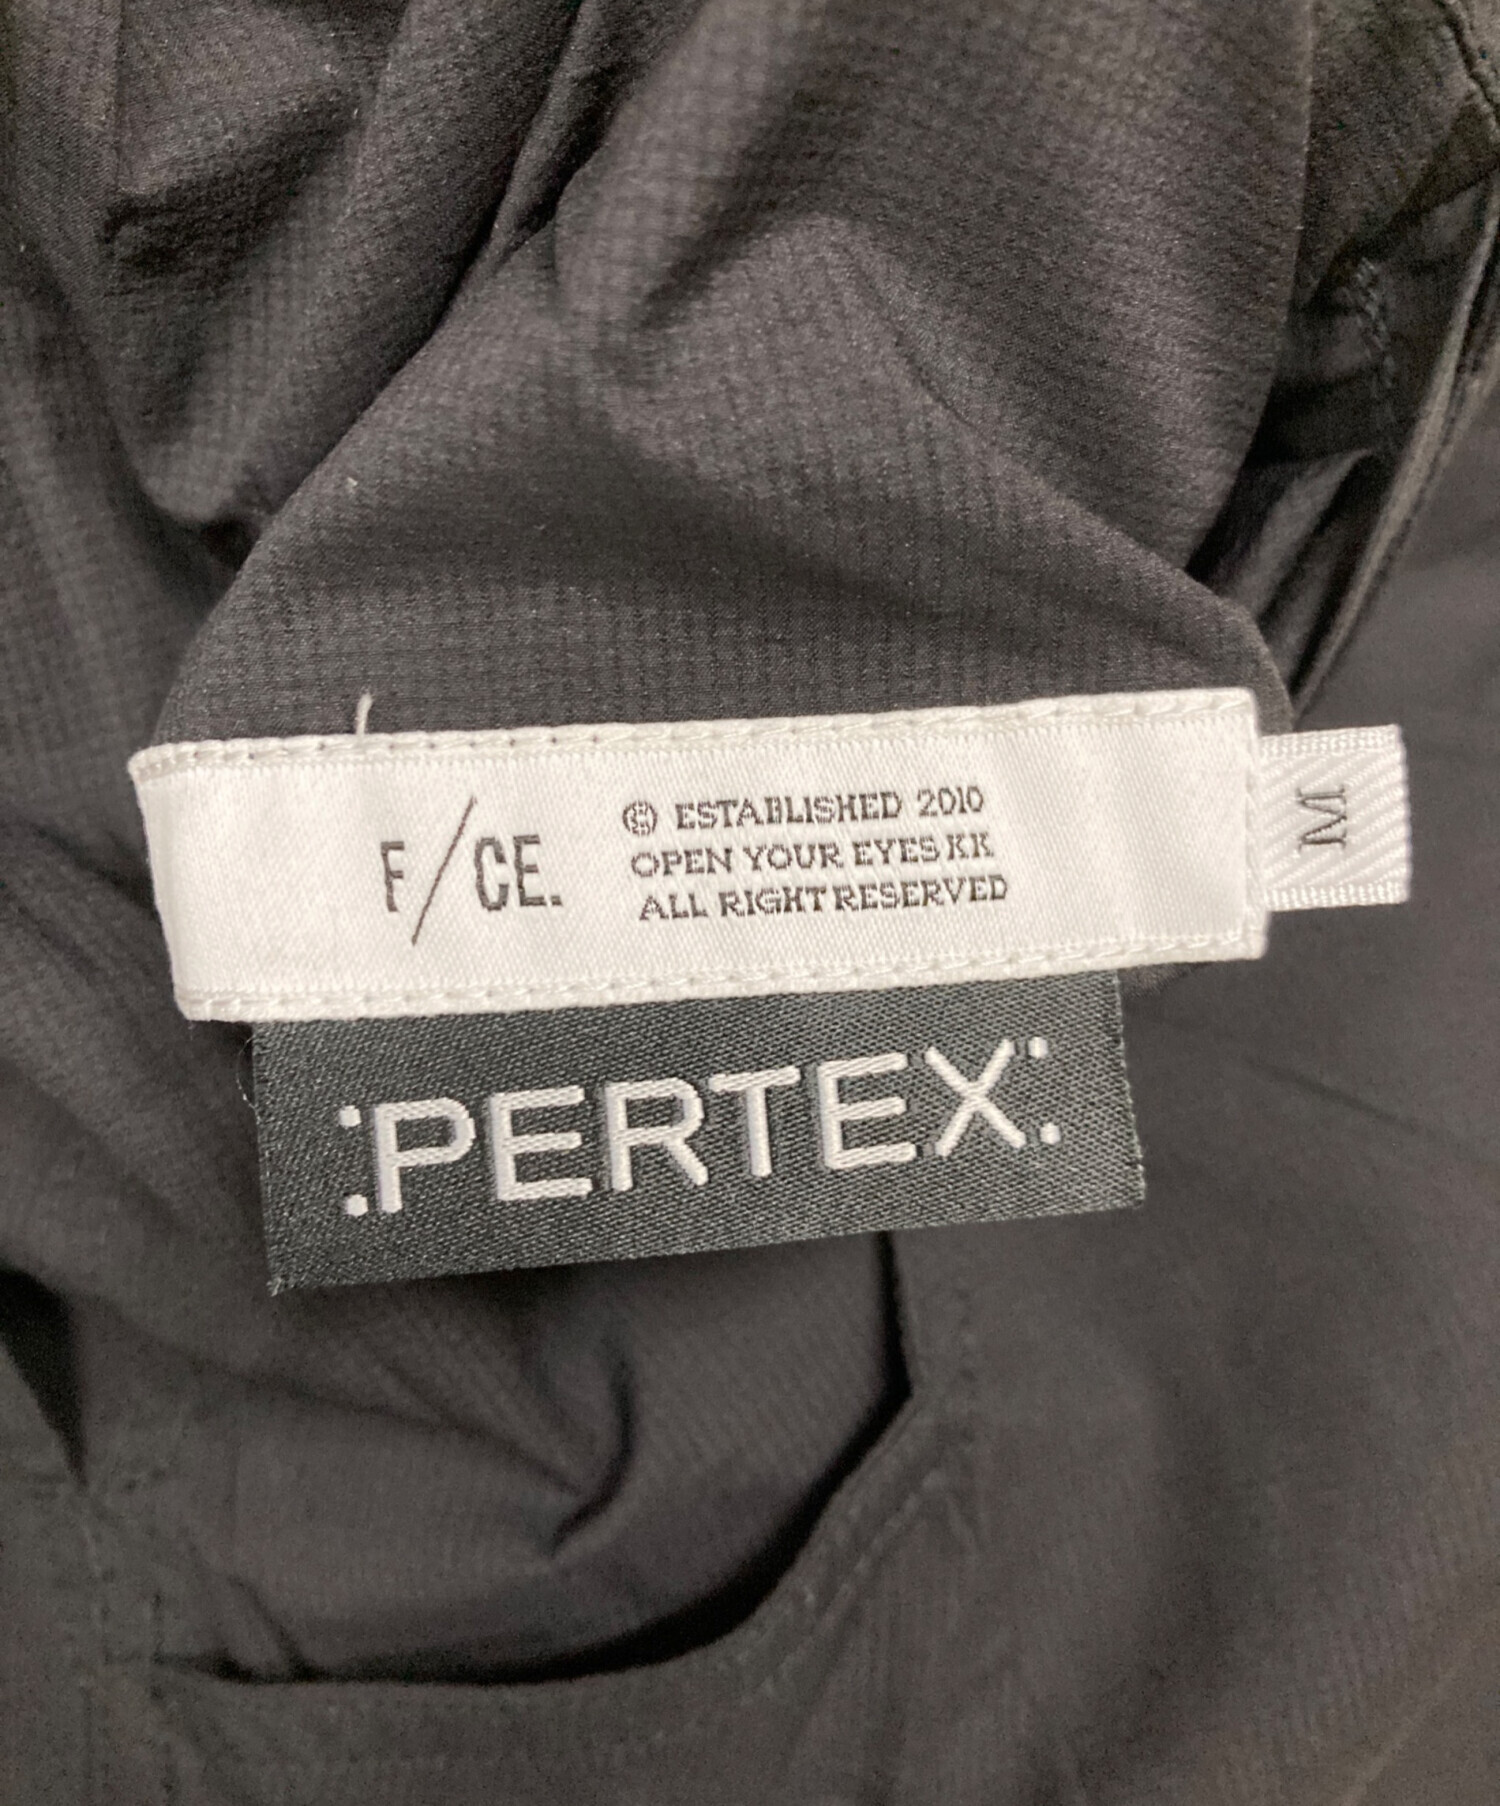 F/CE.
© ESTABLISHED 2010
OPEN YOUR EYES KK
ALL RIGHT RESERVED
M
:PERTEX: